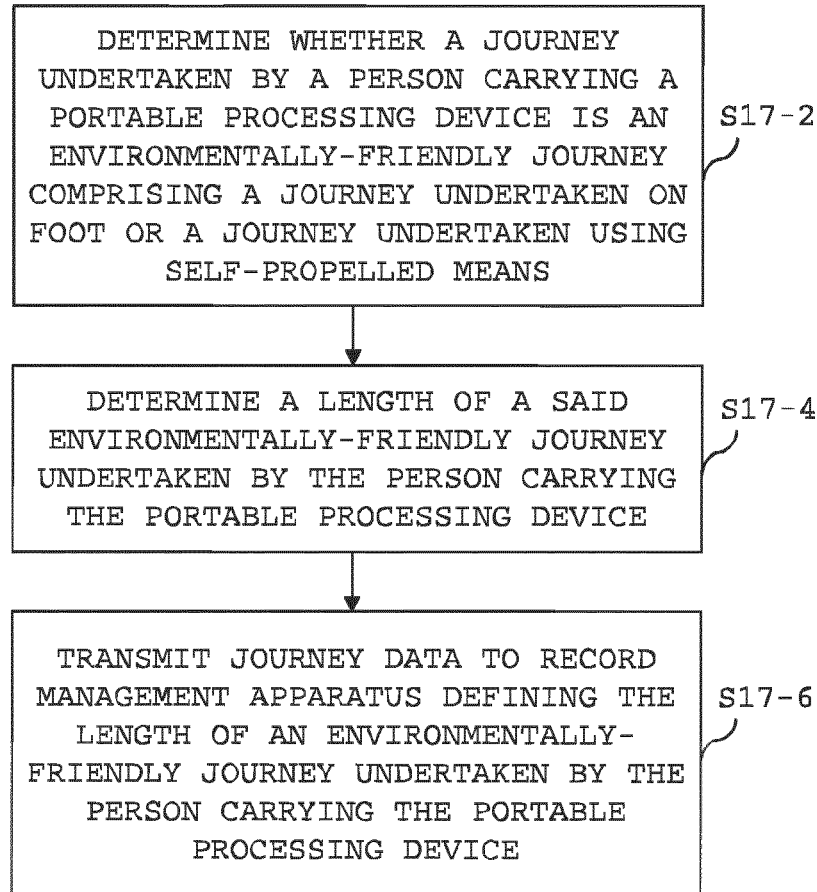 DETERMINE WHETHER A JOURNEY
UNDERTAKEN BY A PERSON CARRYING A
PORTABLE PROCESSING DEVICE IS AN
ENVIRONMENTALLY-FRIENDLY JOURNEY
COMPRISING A JOURNEY UNDERTAKEN ON
FOOT OR A JOURNEY UNDERTAKEN USING
SELF-PROPELLED MEANS
S17-2
DETERMINE A LENGTH OF A SAID
ENVIRONMENTALLY-FRIENDLY JOURNEY
UNDERTAKEN BY THE PERSON CARRYING
THE PORTABLE PROCESSING DEVICE
S17-4
TRANSMIT JOURNEY DATA TO RECORD
MANAGEMENT APPARATUS DEFINING THE
LENGTH OF AN ENVIRONMENTALLY-
FRIENDLY JOURNEY UNDERTAKEN BY THE
PERSON CARRYING THE PORTABLE
PROCESSING DEVICE
S17-6